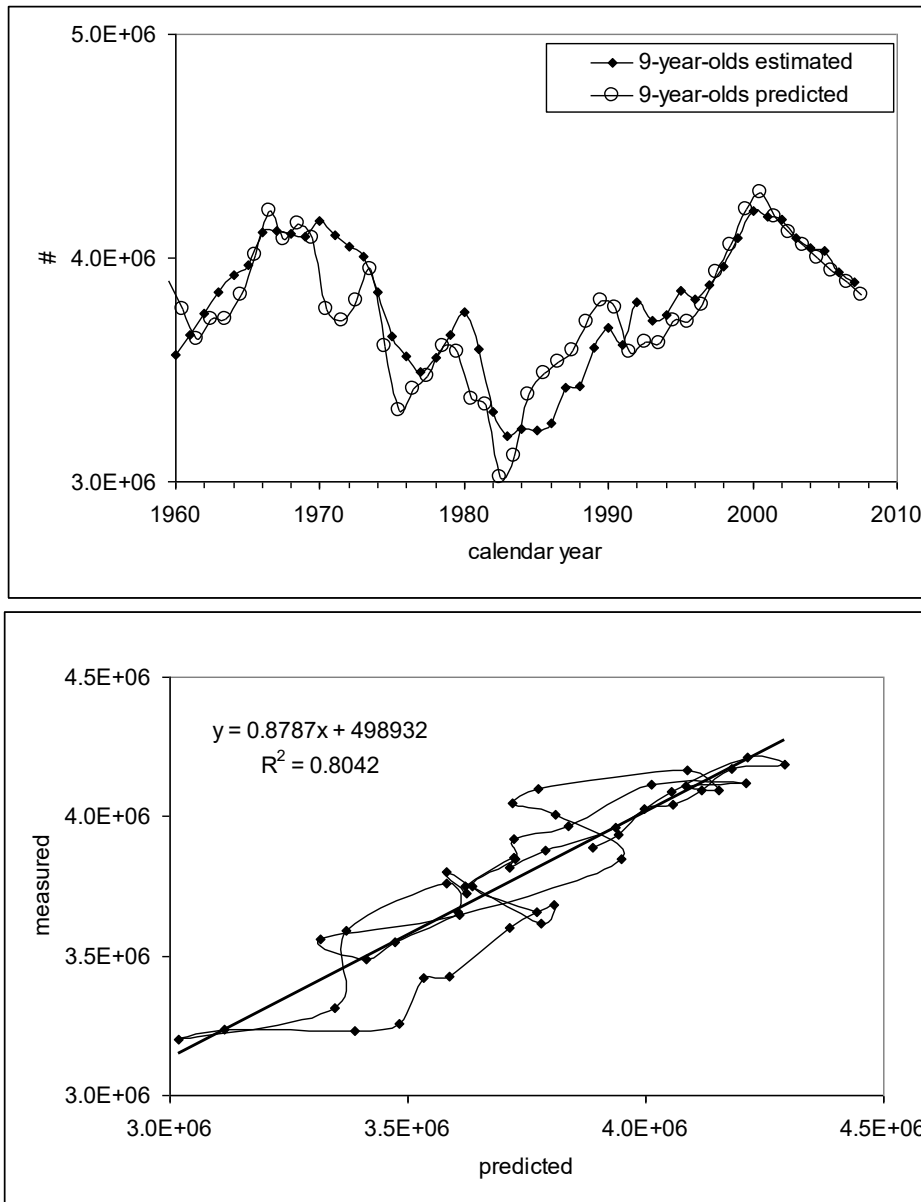 5.0E+06
9-year-olds estimated
9-year-olds predicted
4.0E+06
#
3.0E+06
1960 1970 1980 1990 2000 2010
calendar year
4.5E+06
y = 0.8787x + 498932
R² = 0.8042
4.0E+06
measured
3.5E+06
3.0E+06
3.0E+06 3.5E+06 4.0E+06 4.5E+06
predicted